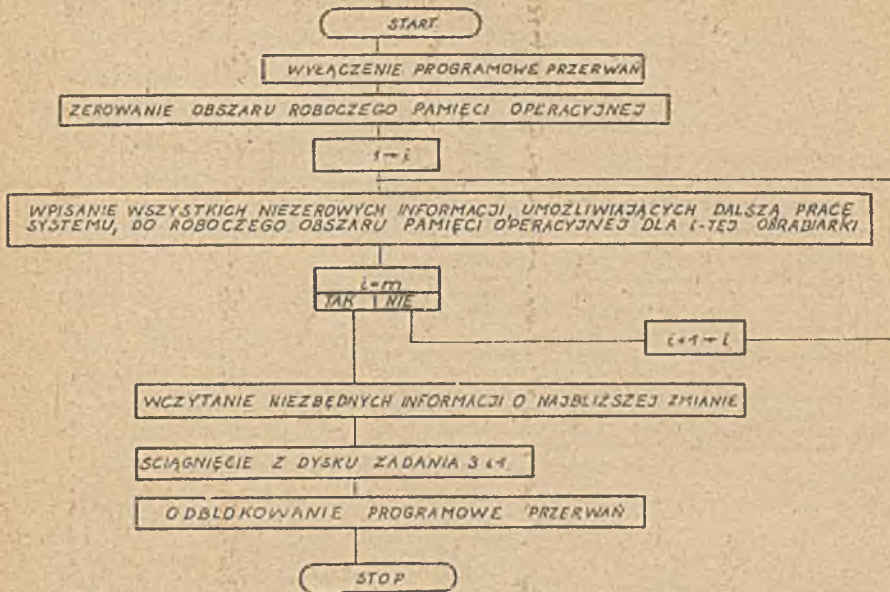 START
WYŁĄCZENIE PROGRAMOWE PRZERWAŃ
ZEROWANIE OBSZARU ROBOCZEGO PAMIĘCI OPERACYJNEJ
1→i
WPISANIE WSZYSTKICH NIEZEROWYCH INFORMACJI, UMOŻLIWIAJĄCYCH DALSZĄ PRACĘ
SYSTEMU, DO ROBOCZEGO OBSZARU PAMIĘCI OPERACYJNEJ DLA i-TEJ OBRABIARKI
i=m
TAK NIE
i+1→i
WCZYTANIE NIEZBĘDNYCH INFORMACJI O NAJBLIŻSZEJ ZMIANIE
ŚCIĄGNIĘCIE Z DYSKU ZADANIA
ODBLOKOWANIE PROGRAMOWE PRZERWAŃ
STOP